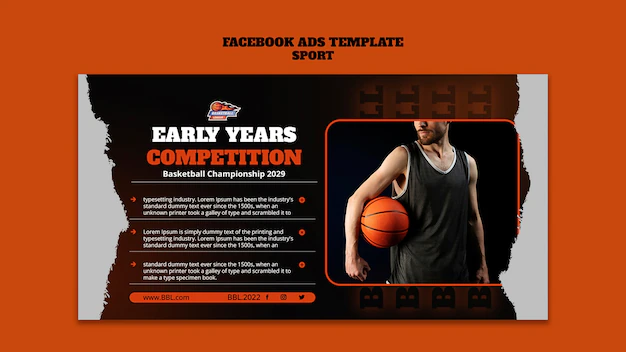 FACEBOOK ADS TEMPLATE
SPORT
BASKETBALL
EARLY YEARS
COMPETITION
Basketball Championship 2029
typesetting industry. Lorem Ipsum has been the industry's
standard dummy text ever since the 1500s, when an
unknown printer took a galley of type and scrambled it to
Lorem Ipsum is simply dummy text of the printing and
typesetting industry. Lorem Ipsum has been the
industry's standard dummy text ever since the 1500s, when an
standard dummy text ever since the 1500s, when an
unknown printer took a galley of type and scrambled it to
make a type specimen book.
www.BBL.com
BBL.2022